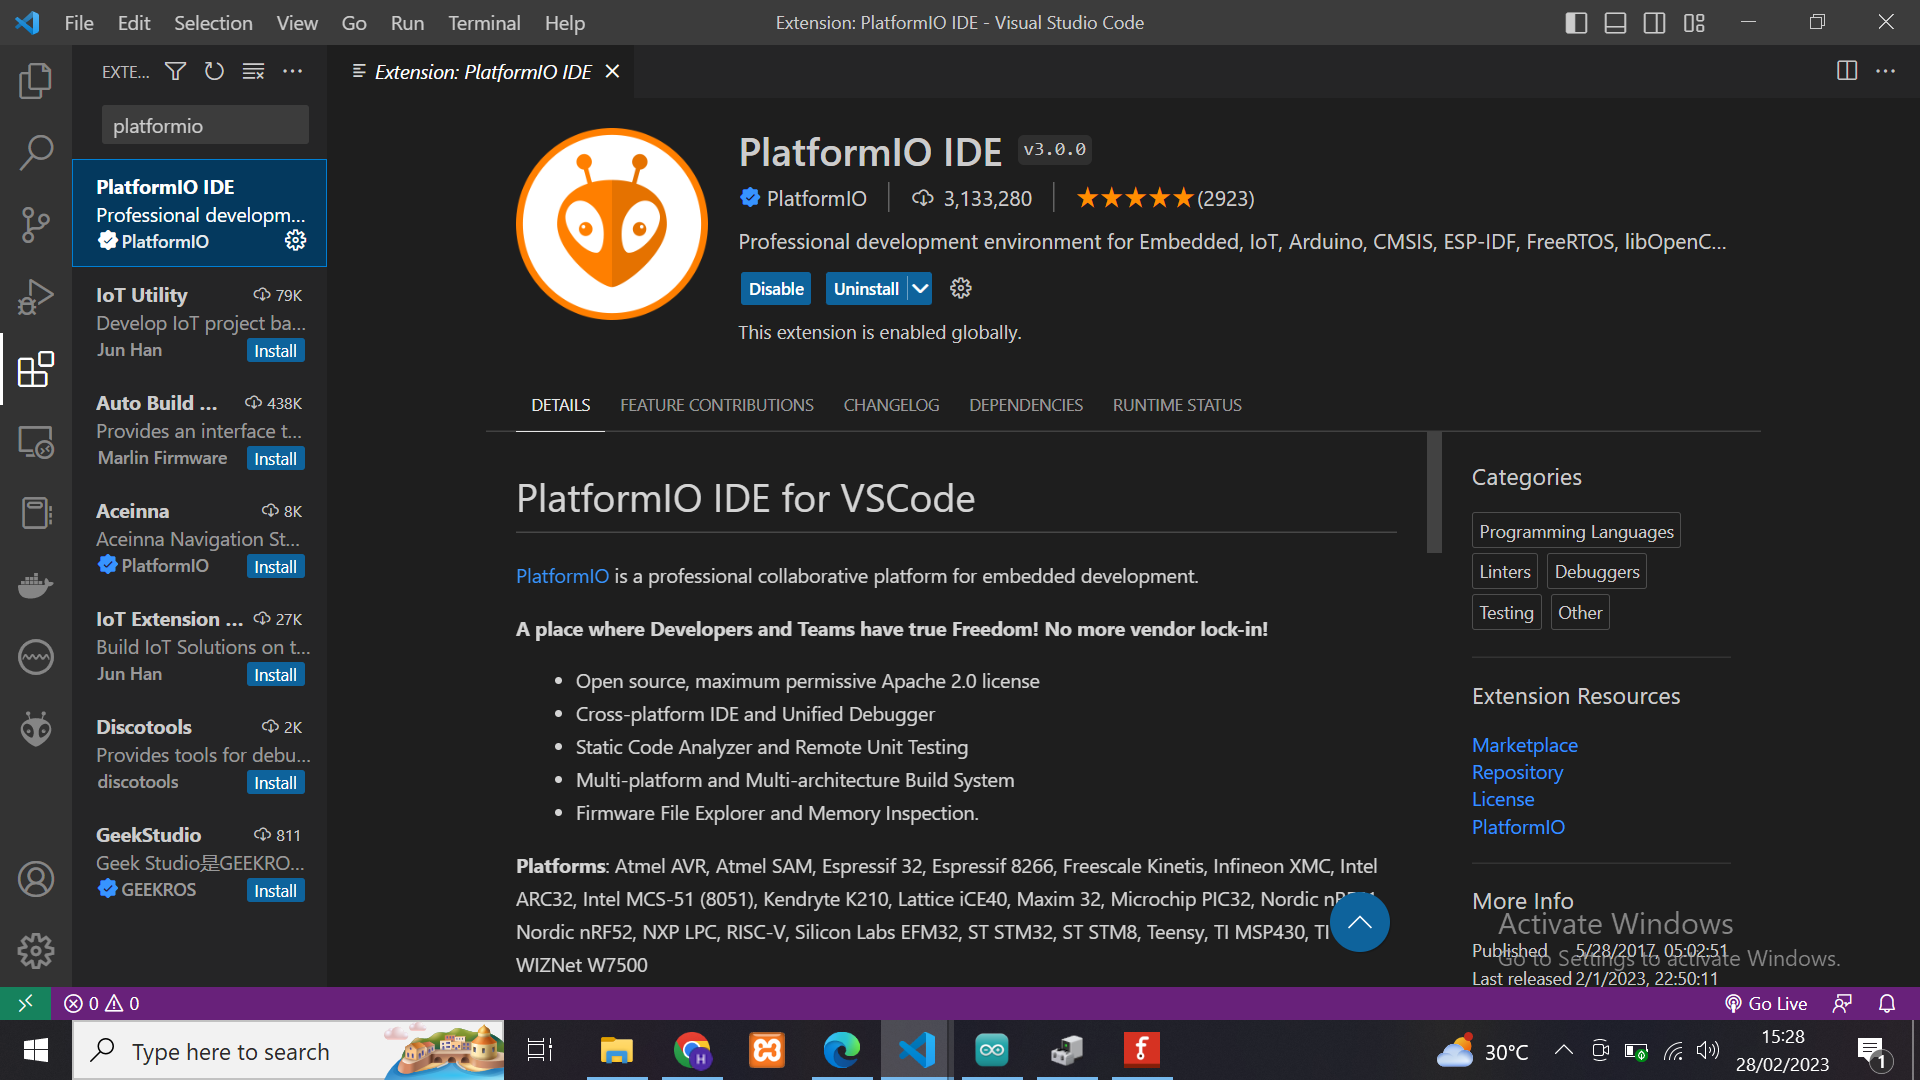 File Edit Selection View Go Run Terminal Help
Extension: PlatformIO IDE - Visual Studio Code
EXTE...
Extension: PlatformIO IDE
platformio
PlatformIO IDE
Professional developm...
PlatformIO
IoT Utility 79K
Develop IoT project ba...
Jun Han Install
Auto Build ... 438K
Provides an interface t...
Marlin Firmware Install
Aceinna 8K
Aceinna Navigation St...
PlatformIO Install
IoT Extension ... 27K
Build IoT Solutions on t...
Jun Han Install
Discotools 2K
Provides tools for debu...
discotools Install
GeekStudio 811
Geek Studio是GEEKRO...
GEEKROS Install
PlatformIO IDE v3.0.0
PlatformIO 3,133,280 (2923)
Professional development environment for Embedded, IoT, Arduino, CMSIS, ESP-IDF, FreeRTOS, libOpenC...
Disable Uninstall
This extension is enabled globally.
DETAILS FEATURE CONTRIBUTIONS CHANGELOG DEPENDENCIES RUNTIME STATUS
PlatformIO IDE for VSCode
PlatformIO is a professional collaborative platform for embedded development.
A place where Developers and Teams have true Freedom! No more vendor lock-in!
• Open source, maximum permissive Apache 2.0 license
• Cross-platform IDE and Unified Debugger
• Static Code Analyzer and Remote Unit Testing
• Multi-platform and Multi-architecture Build System
• Firmware File Explorer and Memory Inspection.
Platforms: Atmel AVR, Atmel SAM, Espressif 32, Espressif 8266, Freescale Kinetis, Infineon XMC, Intel
ARC32, Intel MCS-51 (8051), Kendryte K210, Lattice iCE40, Maxim 32, Microchip PIC32, Nordic
Nordic nRF52, NXP LPC, RISC-V, Silicon Labs EFM32, ST STM32, ST STM8, Teensy, TI MSP430, TI
WIZNet W7500
Categories
Programming Languages
Linters Debuggers
Testing Other
Extension Resources
Marketplace
Repository
License
PlatformIO
More Info
Published 5/28/2017, 05:02:51
Last released 2/1/2023, 22:50:11
Activate Windows
Go to Settings to activate Windows.
0 0
Go Live
Type here to search
H
30°C
15:28
28/02/2023
1